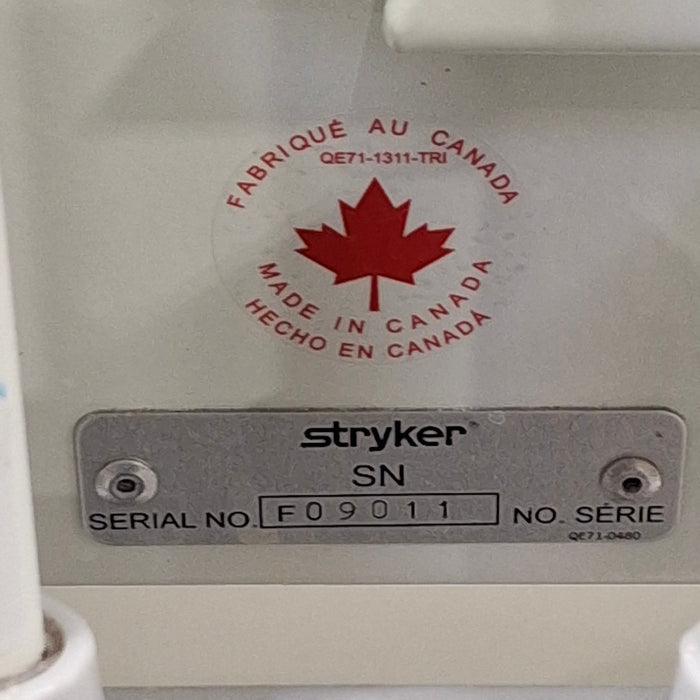 FABRIQUÉ AU CANADA
QE71-1311-TRI
MADE IN CANADA
HECHO EN CANADÁ
stryker
SN
SERIAL NO. F09011 NO. SÉRIE
QE71-0480